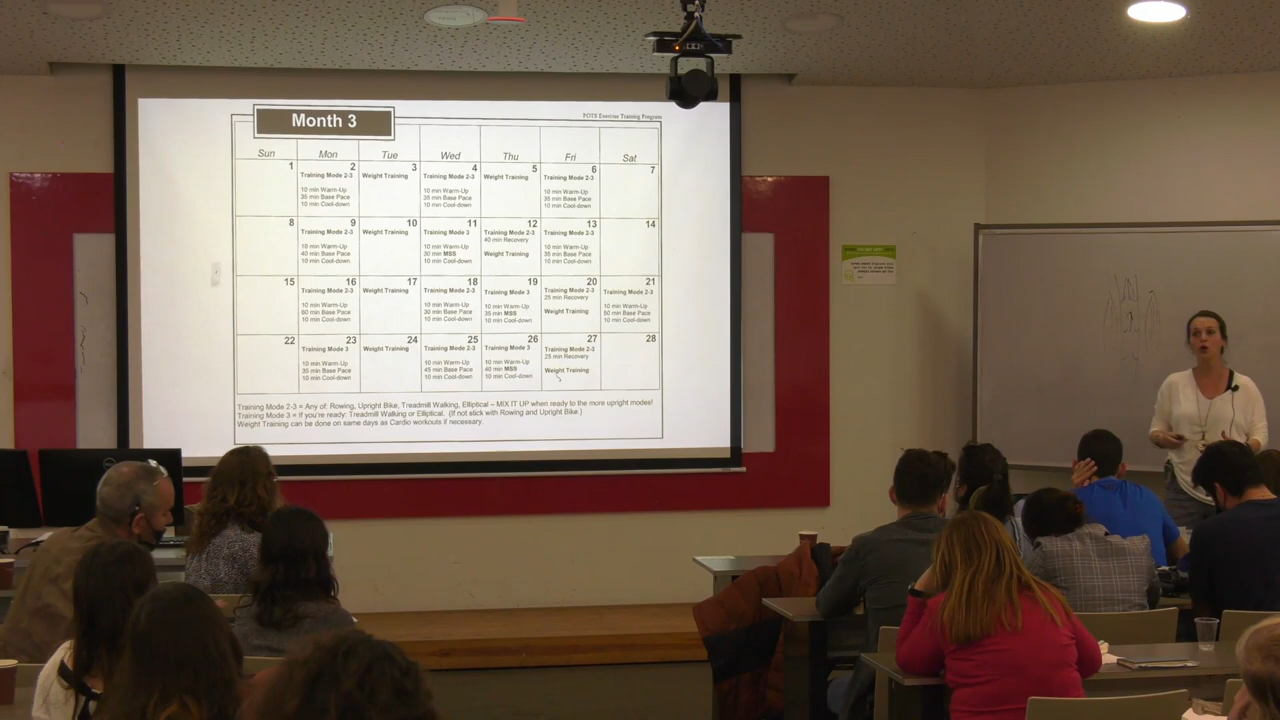 Month 3
POTS Exercise Training Program
Sun Mon Tue Wed Thu Fri Sat
1
2
Training Mode 2-3
10 min Warm-Up
35 min Base Pace
10 min Cool-down
3
Weight Training
4
Training Mode 2-3
10 min Warm-Up
35 min Base Pace
10 min Cool-down
5
Weight Training
6
Training Mode 2-3
10 min Warm-Up
35 min Base Pace
10 min Cool-down
7
8
9
Training Mode 2-3
10 min Warm-Up
40 min Base Pace
10 min Cool-down
10
Weight Training
11
Training Mode 3
10 min Warm-Up
30 min MSS
10 min Cool-down
12
Training Mode 2-3
40 min Recovery
Weight Training
13
Training Mode 2-3
10 min Warm-Up
35 min Base Pace
10 min Cool-down
14
15
16
Training Mode 2-3
10 min Warm-Up
60 min Base Pace
10 min Cool-down
17
Weight Training
18
Training Mode 2-3
10 min Warm-Up
30 min Base Pace
10 min Cool-down
19
Training Mode 3
10 min Warm-Up
35 min MSS
10 min Cool-down
20
Training Mode 2-3
25 min Recovery
Weight Training
21
Training Mode 2-3
10 min Warm-Up
50 min Base Pace
10 min Cool-down
22
23
Training Mode 3
10 min Warm-Up
35 min Base Pace
10 min Cool-down
24
Weight Training
25
Training Mode 2-3
10 min Warm-Up
45 min Base Pace
10 min Cool-down
26
Training Mode 3
10 min Warm-Up
40 min MSS
10 min Cool-down
27
Training Mode 2-3
25 min Recovery
Weight Training
28
Training Mode 2-3 = Any of: Rowing, Upright Bike, Treadmill Walking, Elliptical – MIX IT UP when ready to the more upright modes!
Training Mode 3 = If you're ready: Treadmill Walking or Elliptical. (If not stick with Rowing and Upright Bike.)
Weight Training can be done on same days as Cardio workouts if necessary.